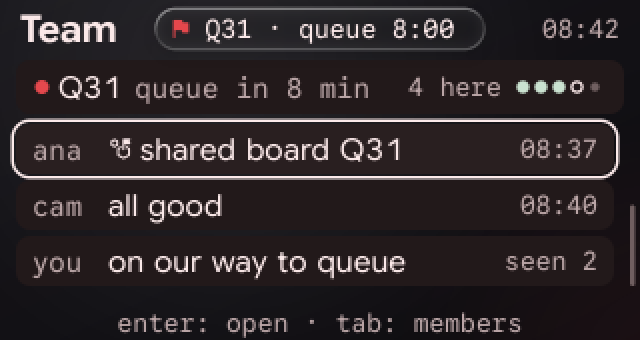 Team Q31 · queue 8:00 08:42
Q31 queue in 8 min 4 here
ana shared board Q31 08:37
cam all good 08:40
you on our way to queue seen 2
enter: open · tab: members